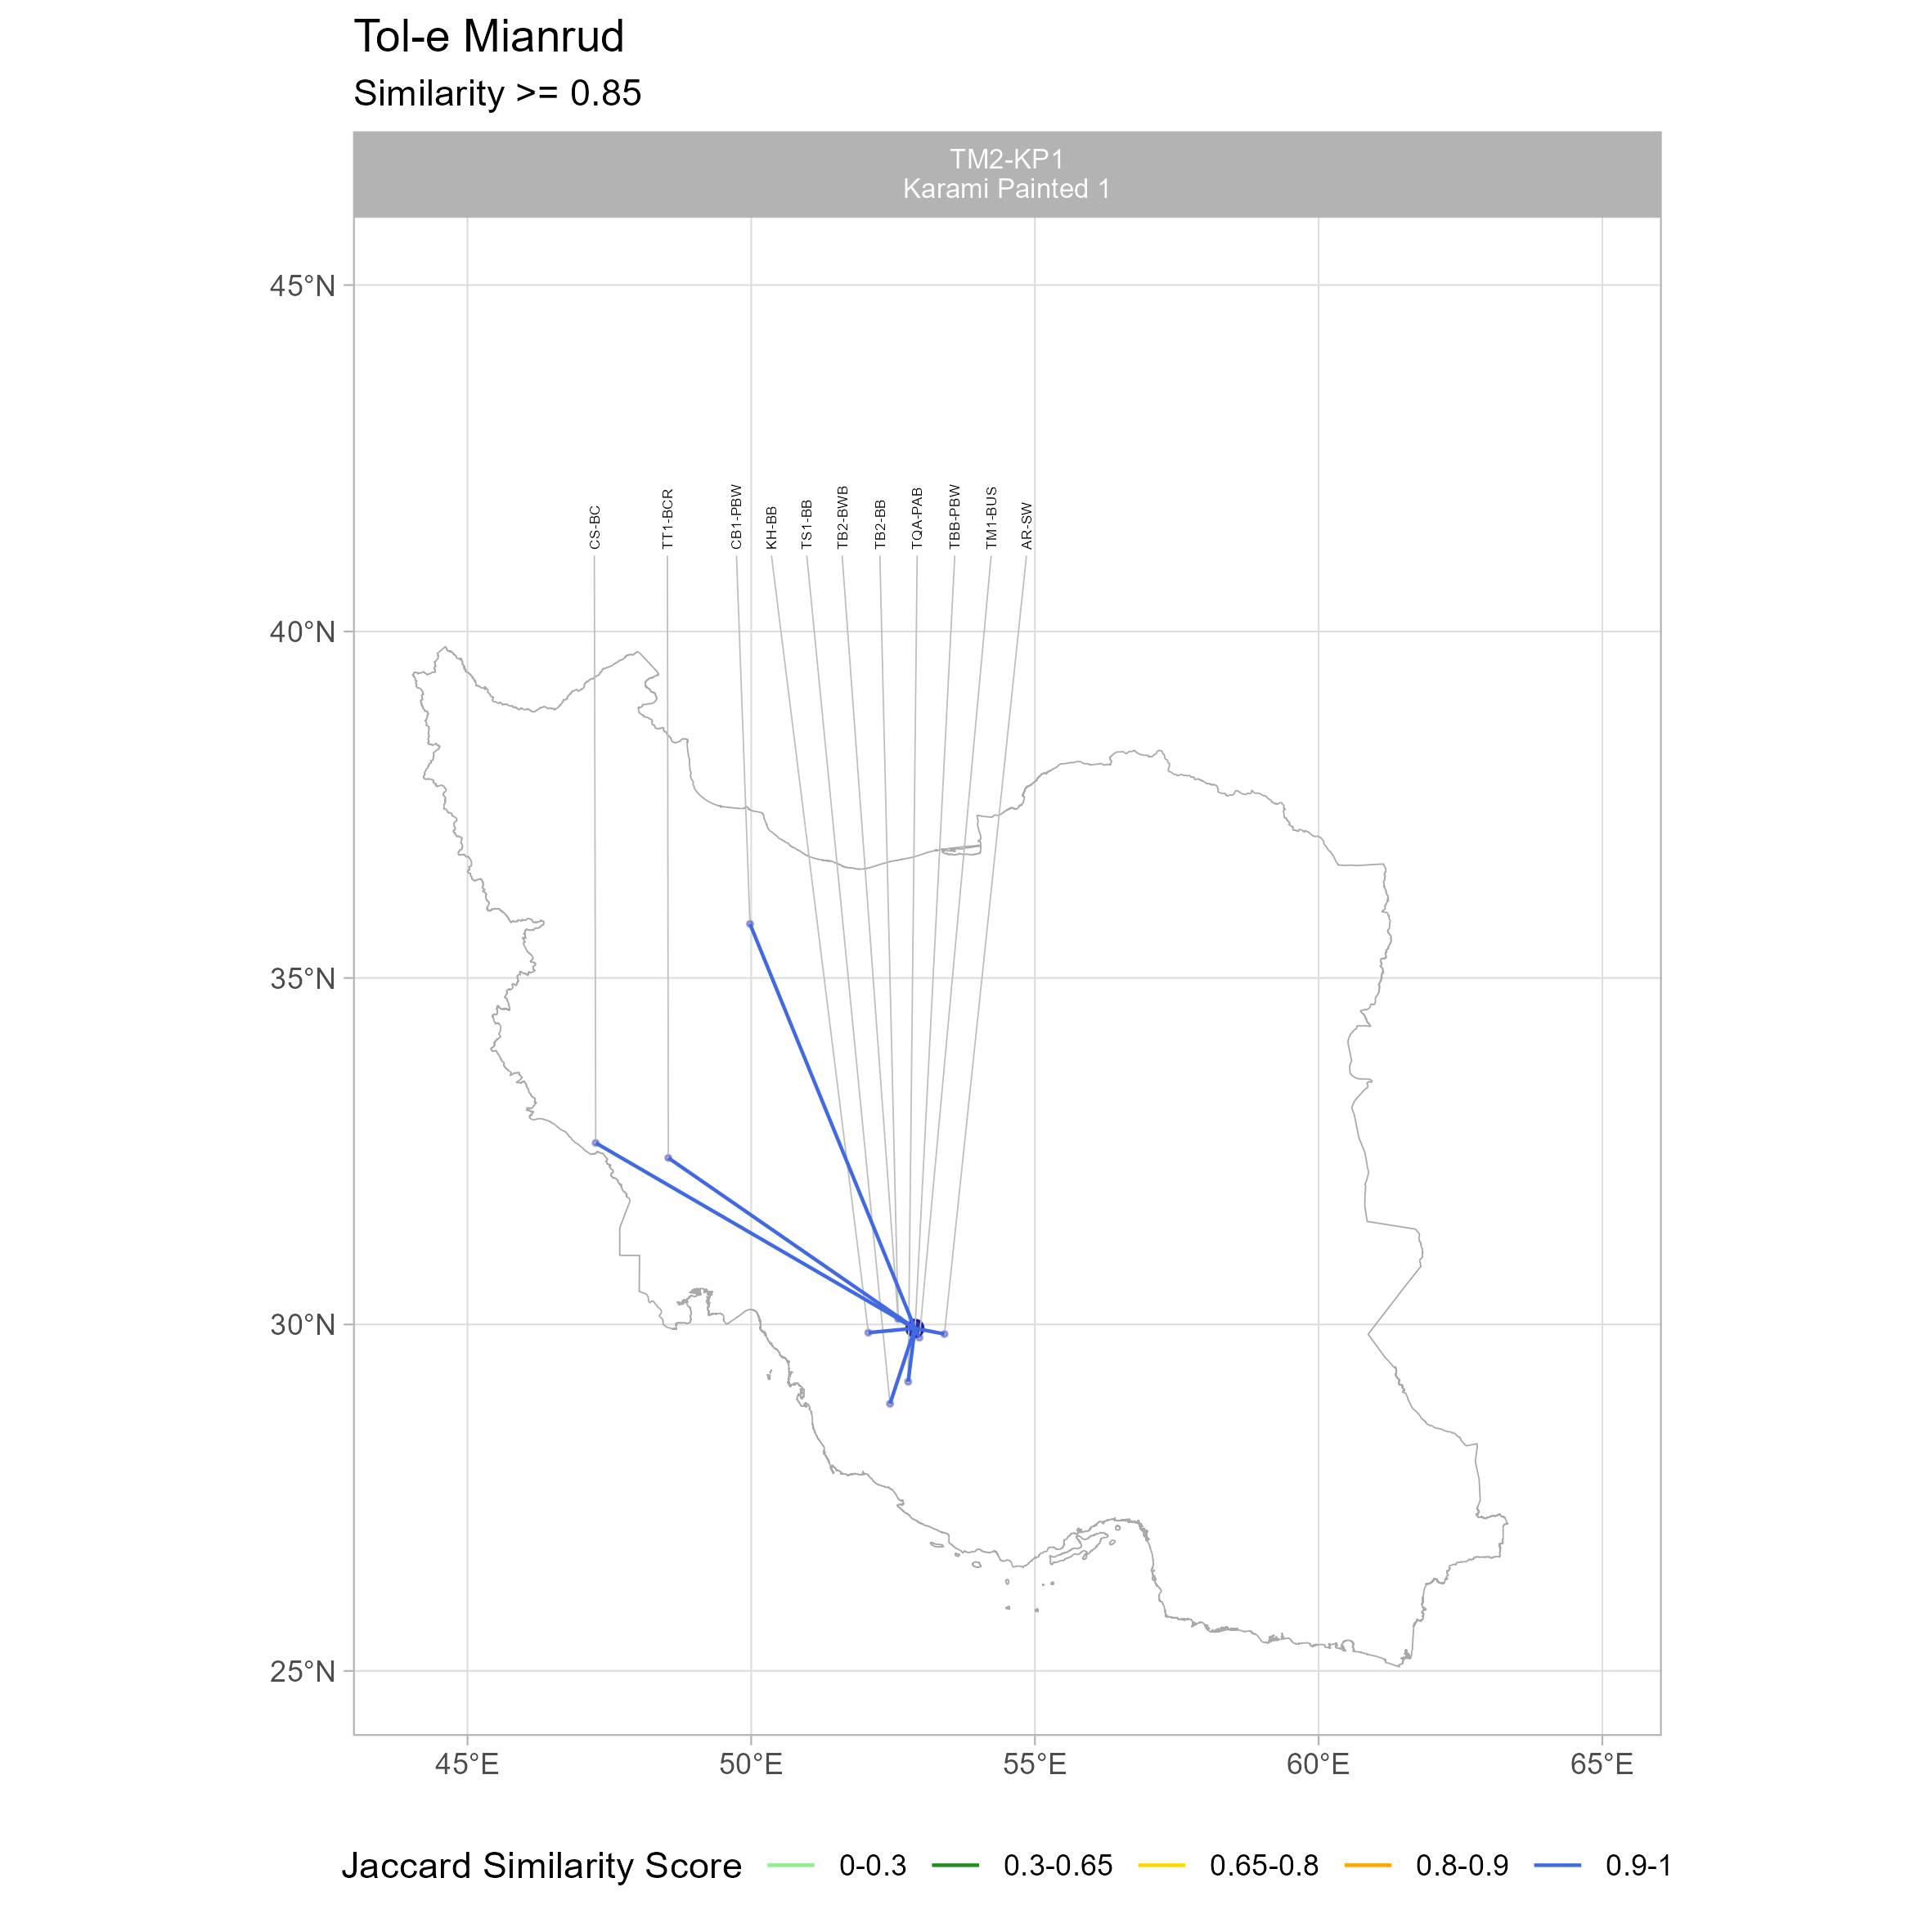 Tol-e Mianrud
Similarity >= 0.85
TM2-KP1
Karami Painted 1
45°N
40°N
35°N
30°N
25°N
CS-BC
TT1-BCR
CB1-PBW
KH-BB
TS1-BB
TB2-BWB
TB2-BB
TQA-PAB
TBB-PBW
TM1-BUS
AR-SW
45°E 50°E 55°E 60°E 65°E
Jaccard Similarity Score 0-0.3 0.3-0.65 0.65-0.8 0.8-0.9 0.9-1